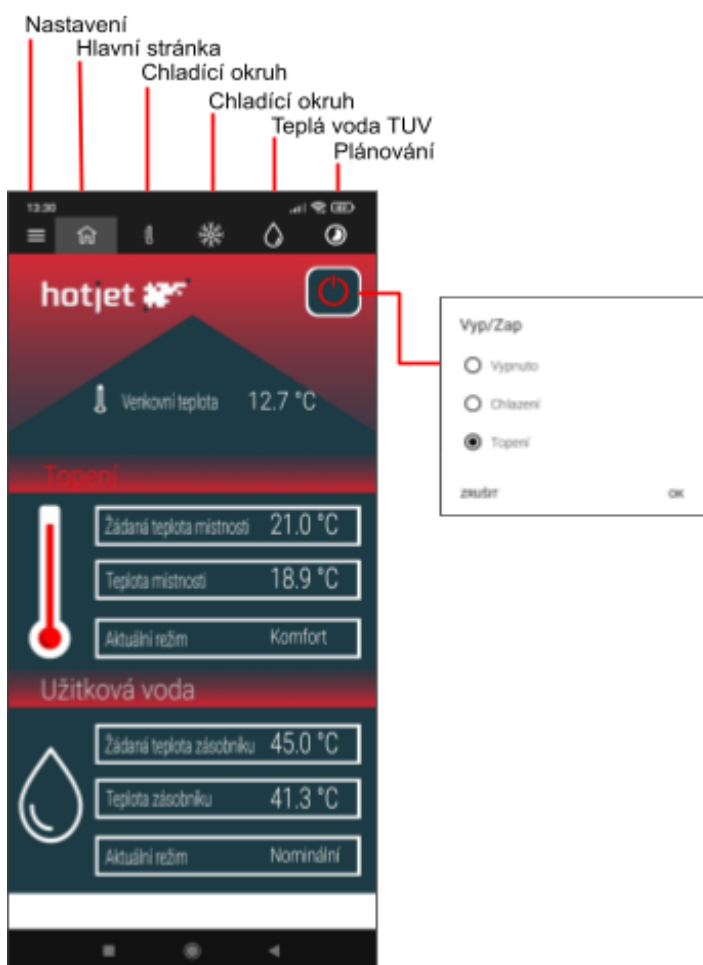 Nastavení
Hlavní stránka
Chladící okruh
Chladící okruh
Teplá voda TUV
Plánování
13:30
hotjet
Venkovní teplota 12.7 °C
Topení
Žádaná teplota místnosti 21.0 °C
Teplota místnosti 18.9 °C
Aktuální režim Komfort
Užitková voda
Žádaná teplota zásobníku 45.0 °C
Teplota zásobníku 41.3 °C
Aktuální režim Nominální
Vyp/Zap
Vypnuto
Chlazení
Topení
ZRUŠIT OK